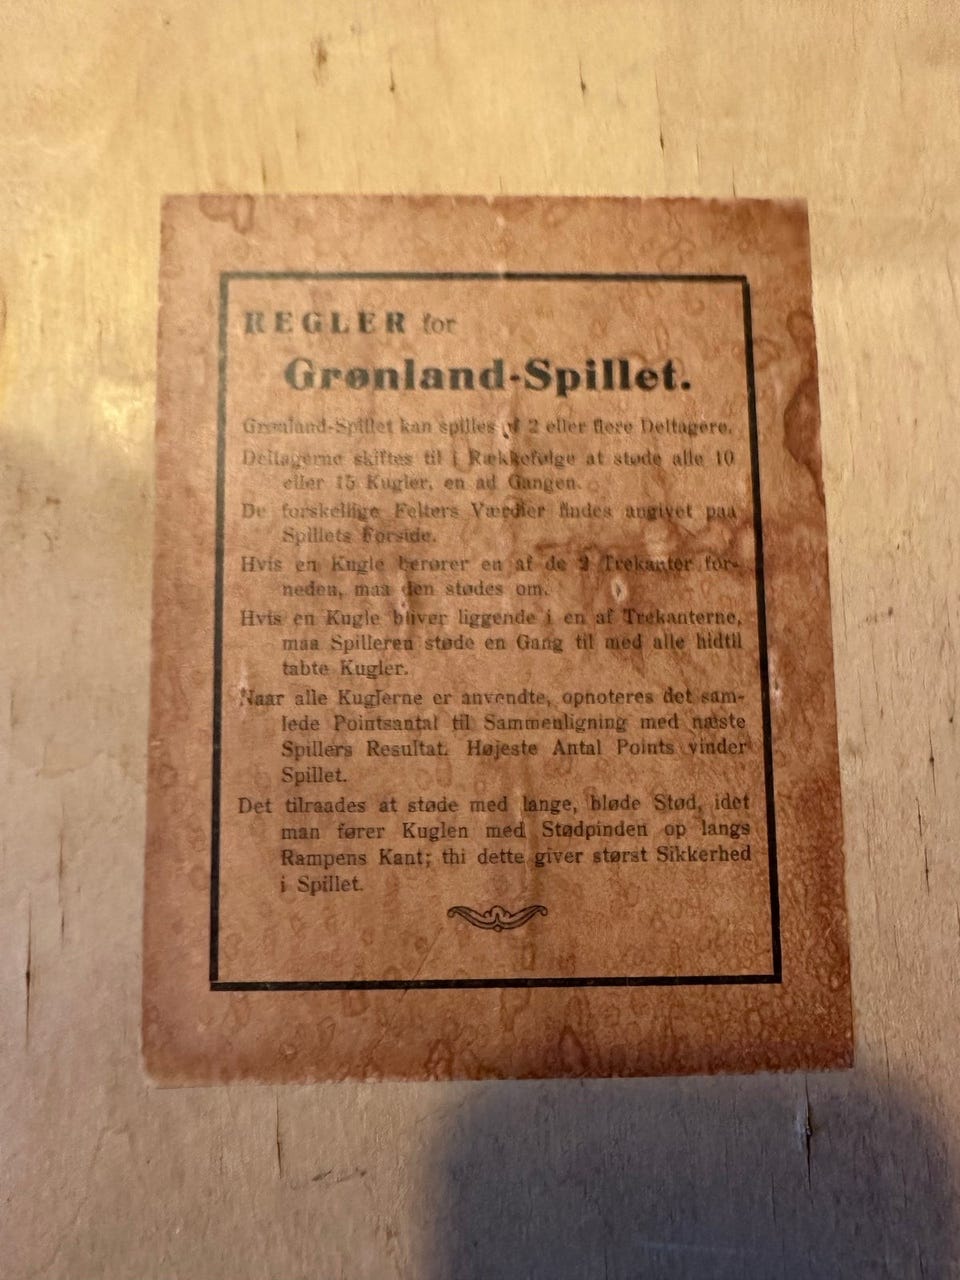 REGLER for
Grønland-Spillet.
Grønland-Spillet kan spilles af 2 eller flere Deltagere.
Deltagerne skiftes til i Rækkefølge at støde alle 10
eller 15 Kugler, en ad Gangen.
De forskellige Felters Værdier findes angivet paa
Spillets Forside.
Hvis en Kugle berører en af de 2 Trekanter for-
neden, maa den stødes om.
Hvis en Kugle bliver liggende i en af Trekanterne,
maa Spilleren støde en Gang til med alle hidtil
tabte Kugler.
Naar alle Kuglerne er anvendte, opnoteres det sam-
lede Pointsantal til Sammenligning med næste
Spillers Resultat. Højeste Antal Points vinder
Spillet.
Det tilraades at støde med lange, bløde Stød, idet
man fører Kuglen med Stødpinden op langs
Rampens Kant; thi dette giver størst Sikkerhed
i Spillet.